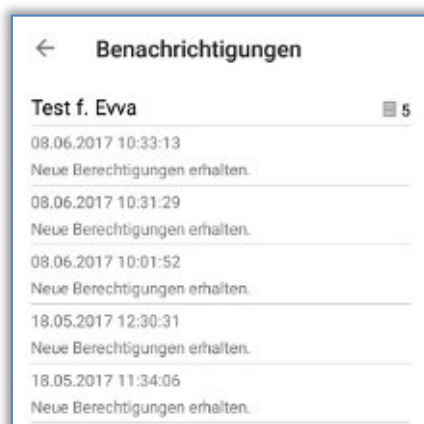 Benachrichtigungen
Test f. Evva 5
08.06.2017 10:33:13
Neue Berechtigungen erhalten.
08.06.2017 10:31:29
Neue Berechtigungen erhalten.
08.06.2017 10:01:52
Neue Berechtigungen erhalten.
18.05.2017 12:30:31
Neue Berechtigungen erhalten.
18.05.2017 11:34:06
Neue Berechtigungen erhalten.